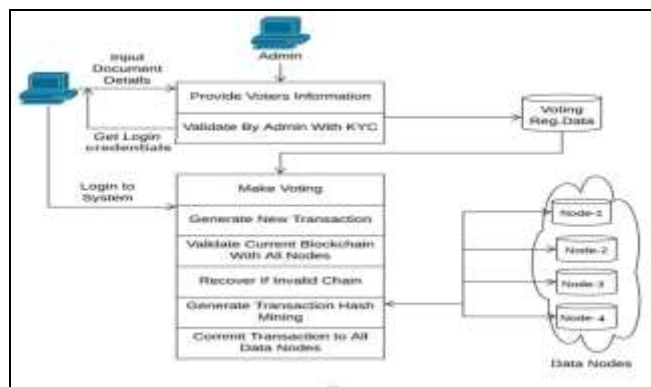 Admin
Input
Document
Details
Provide Voters Information
Validate By Admin With KYC
Get Login
credentials
Voting
Reg.Data
Login to
System
Make Voting
Generate New Transaction
Validate Current Blockchain
With All Nodes
Recover If Invalid Chain
Generate Transaction Hash
Mining
Commit Transaction to All
Data Nodes
Node-1
Node-2
Node-3
Node-4
Data Nodes